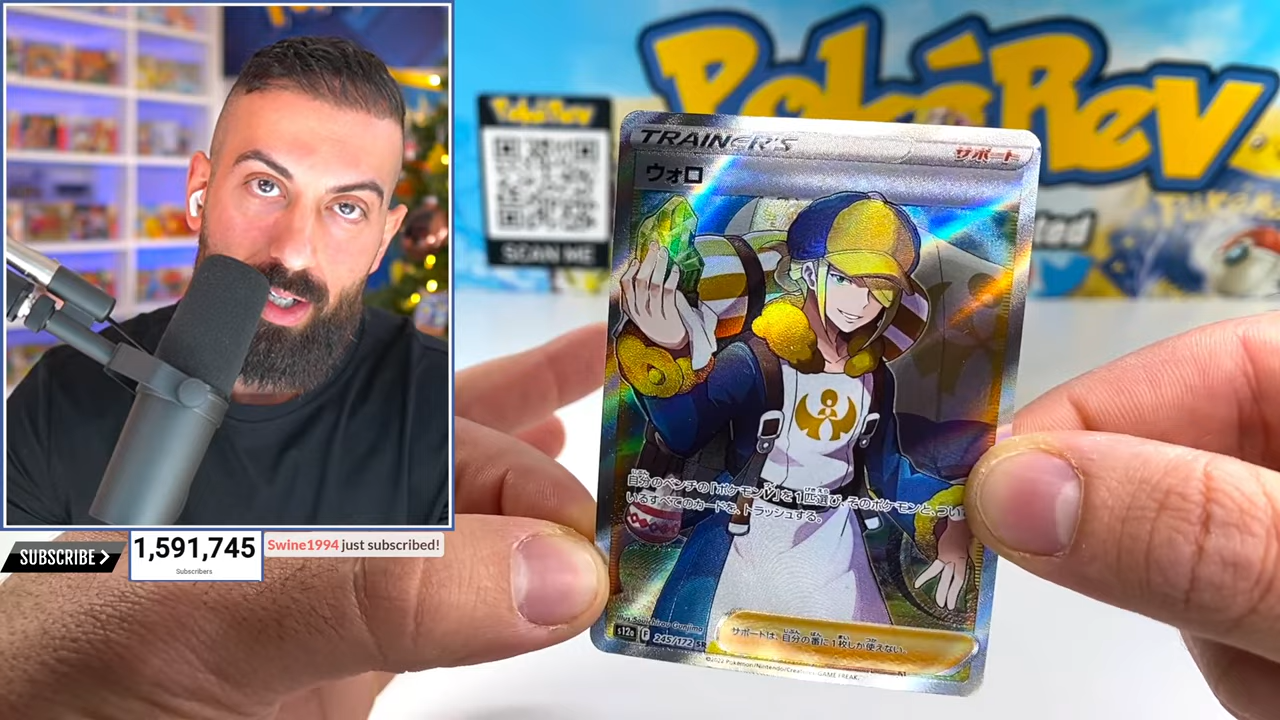 PokéRev
PokéRev
SCAN ME
TRAINER'S
サポート
ウォロ
自分のベンチの「ポケモンV」を1匹選び、そのポケモンと、つい
いるすべてのカードを、トラッシュする。
サポートは、自分の番に1枚しか使えない。
s12a F 245/172 SR
©2022 Pokémon/Nintendo/Creatures/GAME FREAK.
SUBSCRIBE
1,591,745
Subscribers
Swine1994 just subscribed!